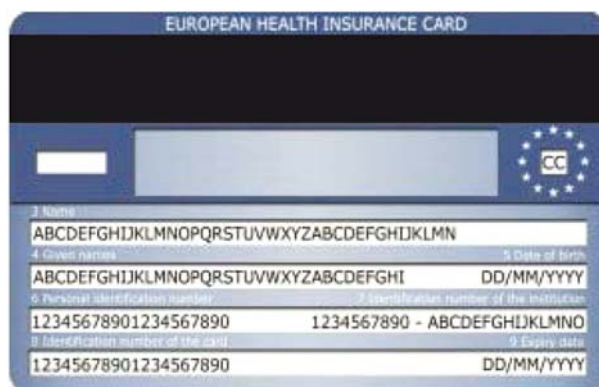 EUROPEAN HEALTH INSURANCE CARD
CC
3 Name
ABCDEFGHIJKLMNOPQRSTUVWXYZABCDEFGHIJKLMN
4 Given names 5 Date of birth
ABCDEFGHIJKLMNOPQRSTUVWXYZABCDEFGHI DD/MM/YYYY
6 Personal identification number 7 Identification number of the institution
12345678901234567890 1234567890 - ABCDEFGHIJKLMNO
8 Identification number of the card 9 Expiry date
12345678901234567890 DD/MM/YYYY